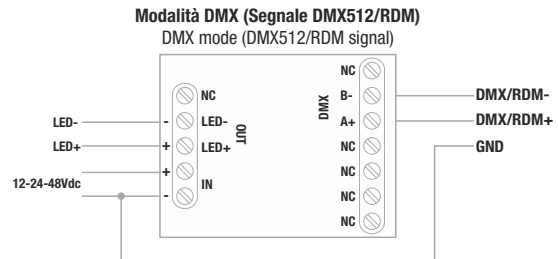 Modalità DMX (Segnale DMX512/RDM)
DMX mode (DMX512/RDM signal)
NC
NC
B-
DMX/RDM-
LED-
-
LED-
OUT
DMX
A+
DMX/RDM+
LED+
+
LED+
NC
GND
12-24-48Vdc
+
IN
NC
-
NC
NC